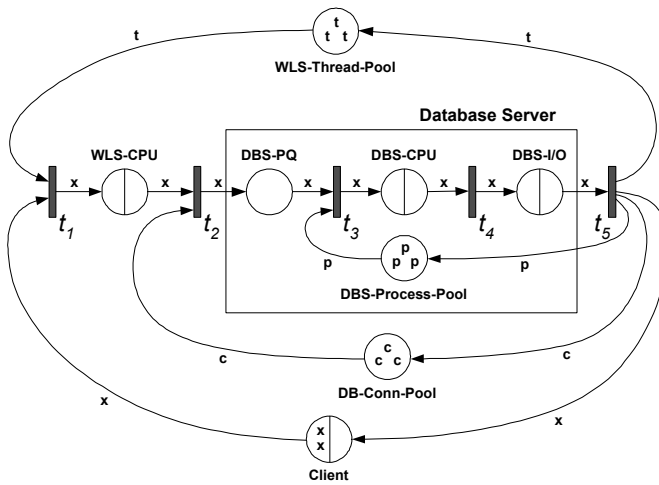 t
t
t t
t
WLS-Thread-Pool
Database Server
WLS-CPU
DBS-PQ
DBS-CPU
DBS-I/O
x
x
x
x
x
x
x
x
t1
t2
t3
t4
t5
p
p p
p
p
DBS-Process-Pool
c
c c
c
c
DB-Conn-Pool
x
x
x
x
Client